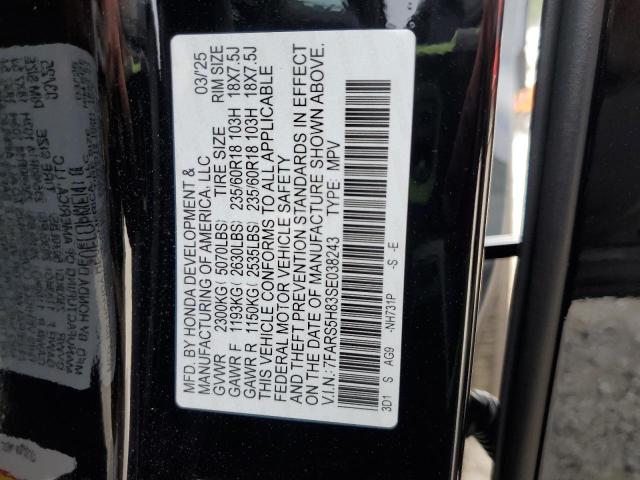 MFD. BY HONDA DEVELOPMENT & 03/25
MANUFACTURING OF AMERICA, LLC
GVWR 2300KG( 5070LBS) TIRE SIZE RIM SIZE
GAWR F 1193KG( 2630LBS) 235/60R18 103H 18X7.5J
GAWR R 1150KG( 2535LBS) 235/60R18 103H 18X7.5J
THIS VEHICLE CONFORMS TO ALL APPLICABLE
FEDERAL MOTOR VEHICLE SAFETY
AND THEFT PREVENTION STANDARDS IN EFFECT
ON THE DATE OF MANUFACTURE SHOWN ABOVE.
V.I.N.: 7FARS5H83SE038243 TYPE: MPV
3D1 S AG9 -NH731P -S -E